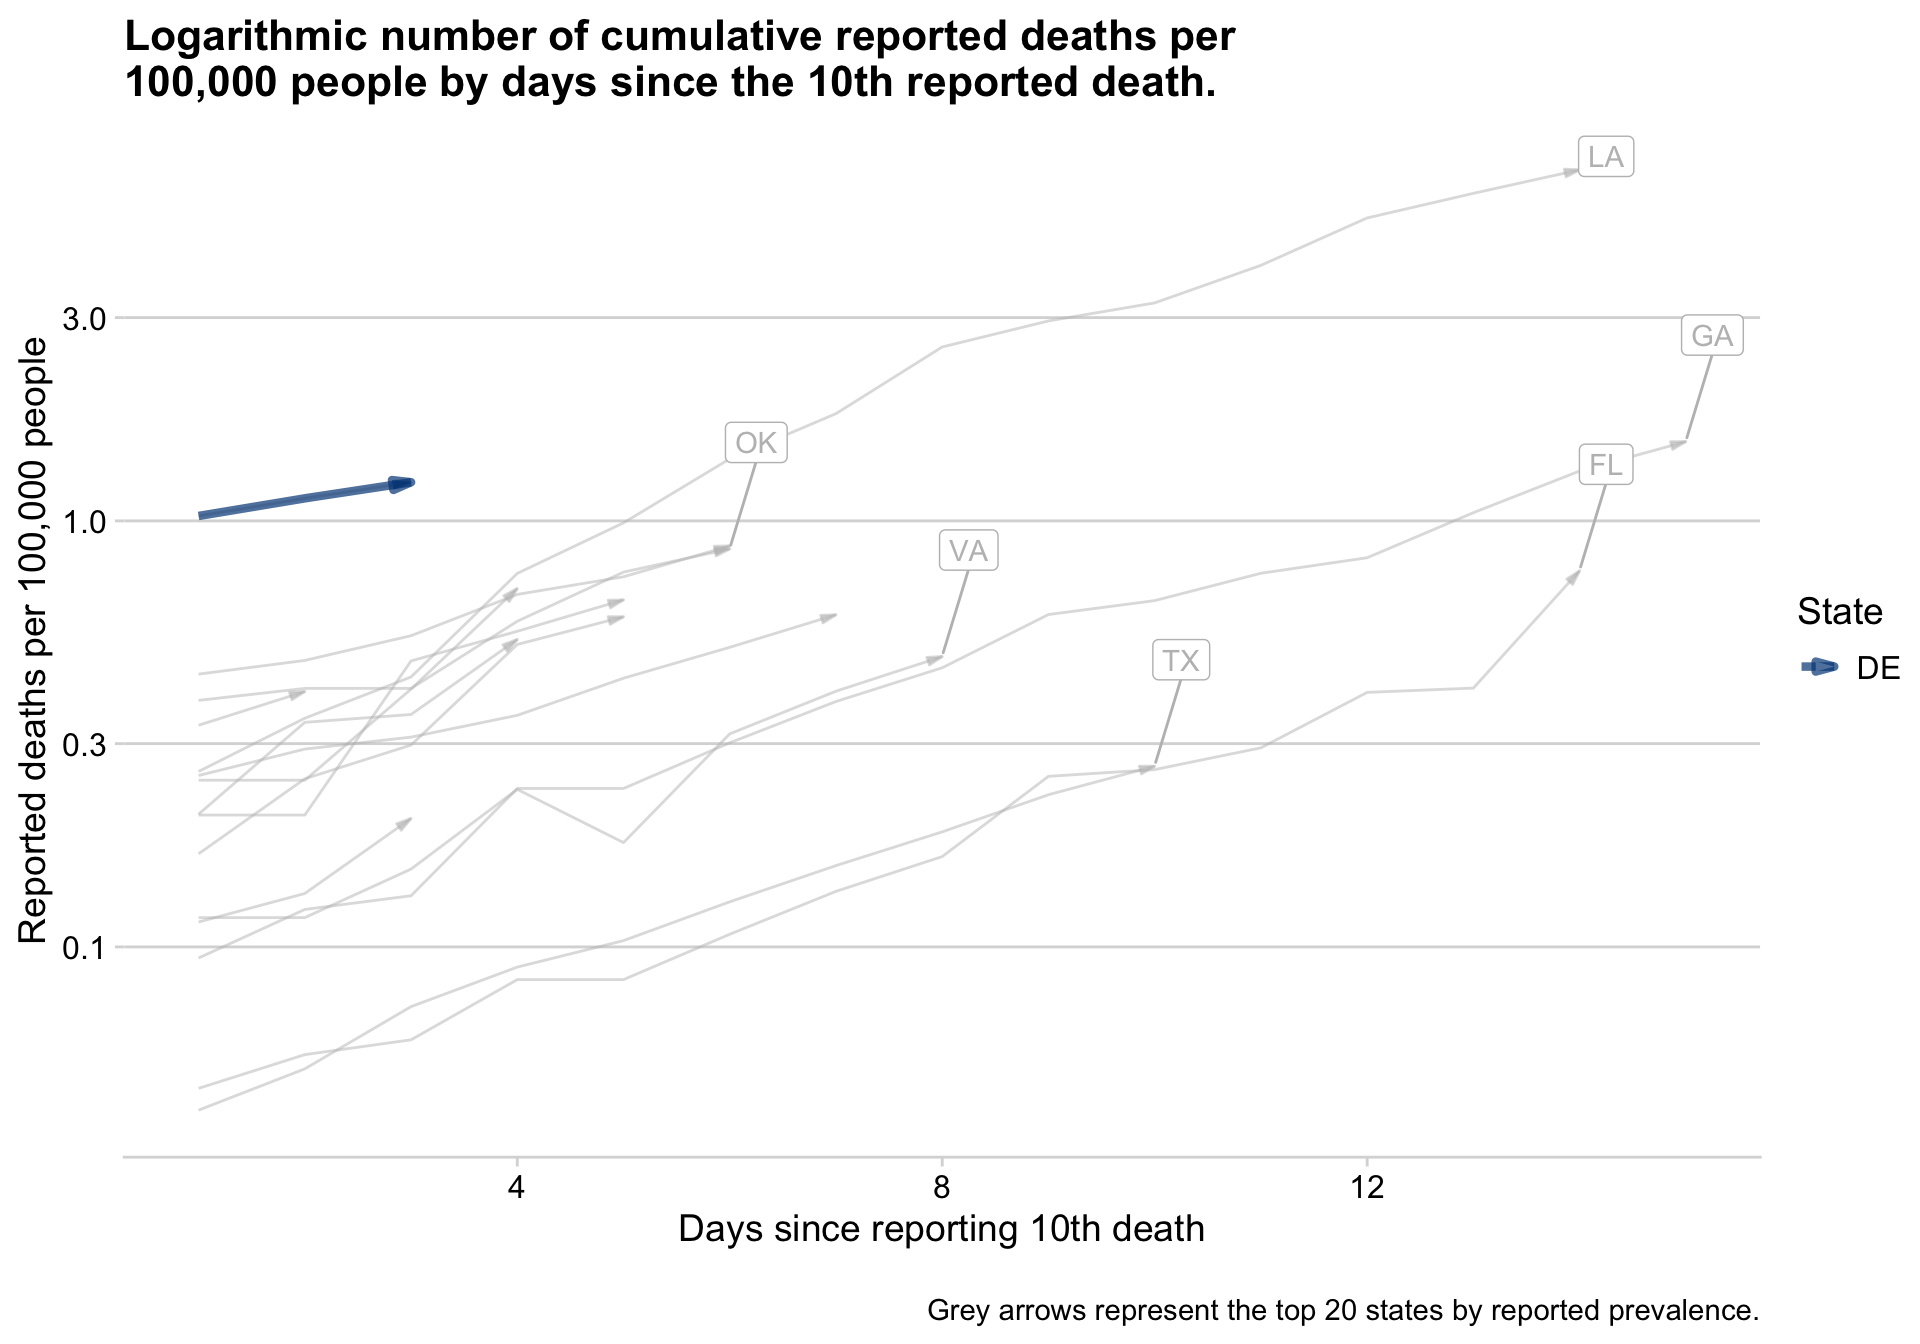 Logarithmic number of cumulative reported deaths per
100,000 people by days since the 10th reported death.
LA
3.0
GA
OK
FL
1.0
VA
State
DE
TX
0.3
0.1
Reported deaths per 100,000 people
4
8
12
Days since reporting 10th death
Grey arrows represent the top 20 states by reported prevalence.